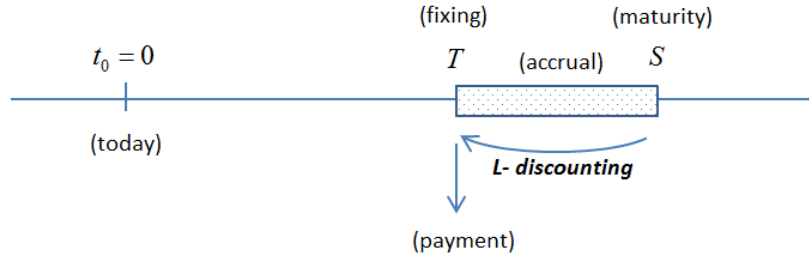 (fixing) (maturity)
t₀ = 0 T (accrual) S
(today)
L- discounting
(payment)